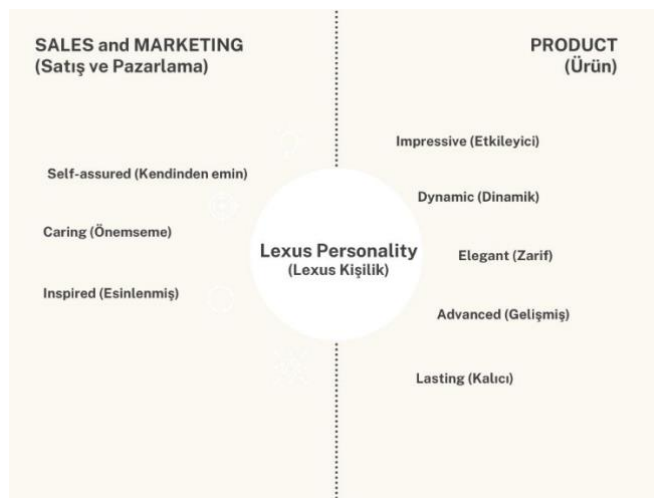 SALES and MARKETING
(Satış ve Pazarlama)
Self-assured (Kendinden emin)
Caring (Önemseme)
Inspired (Esinlenmiş)
Lexus Personality
(Lexus Kişilik)
PRODUCT
(Ürün)
Impressive (Etkileyici)
Dynamic (Dinamik)
Elegant (Zarif)
Advanced (Gelişmiş)
Lasting (Kalıcı)